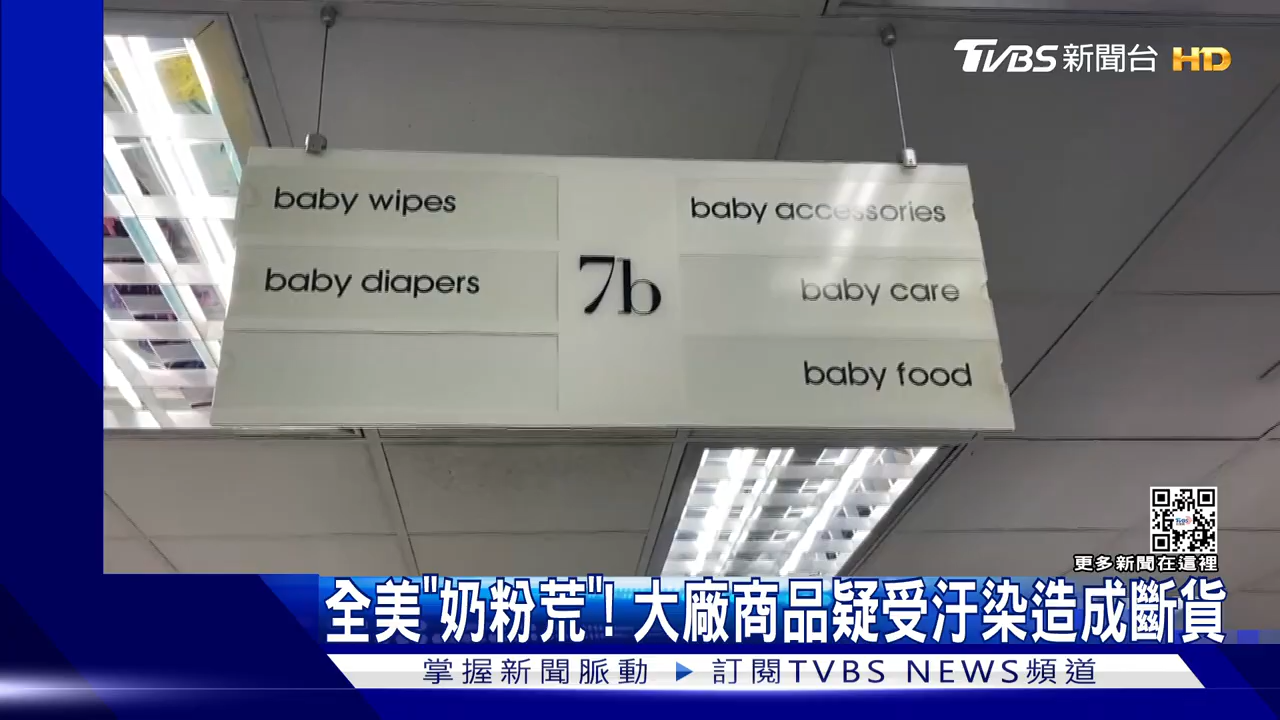 TVBS新聞台 HD
baby wipes
baby diapers
7b
baby accessories
baby care
baby food
更多新聞在這裡
全美"奶粉荒"! 大廠商品疑受汙染造成斷貨
掌握新聞脈動 ▶ 訂閱TVBS NEWS頻道